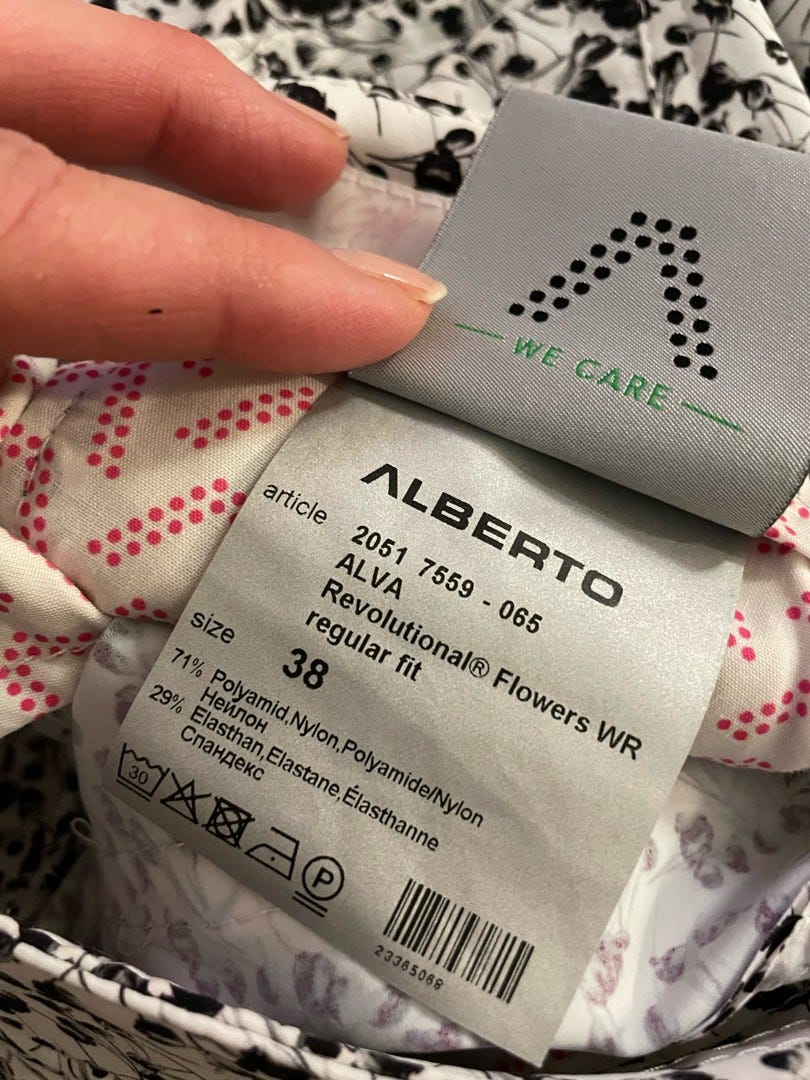 WE CARE
ALBERTO
article 2051 7559 - 065
ALVA
Revolutional® Flowers WR
regular fit
size 38
71% Polyamid,Nylon,Polyamide/Nylon
Нейлон
29% Elasthan,Elastane,Élasthanne
Спандекс
30
P
23365068